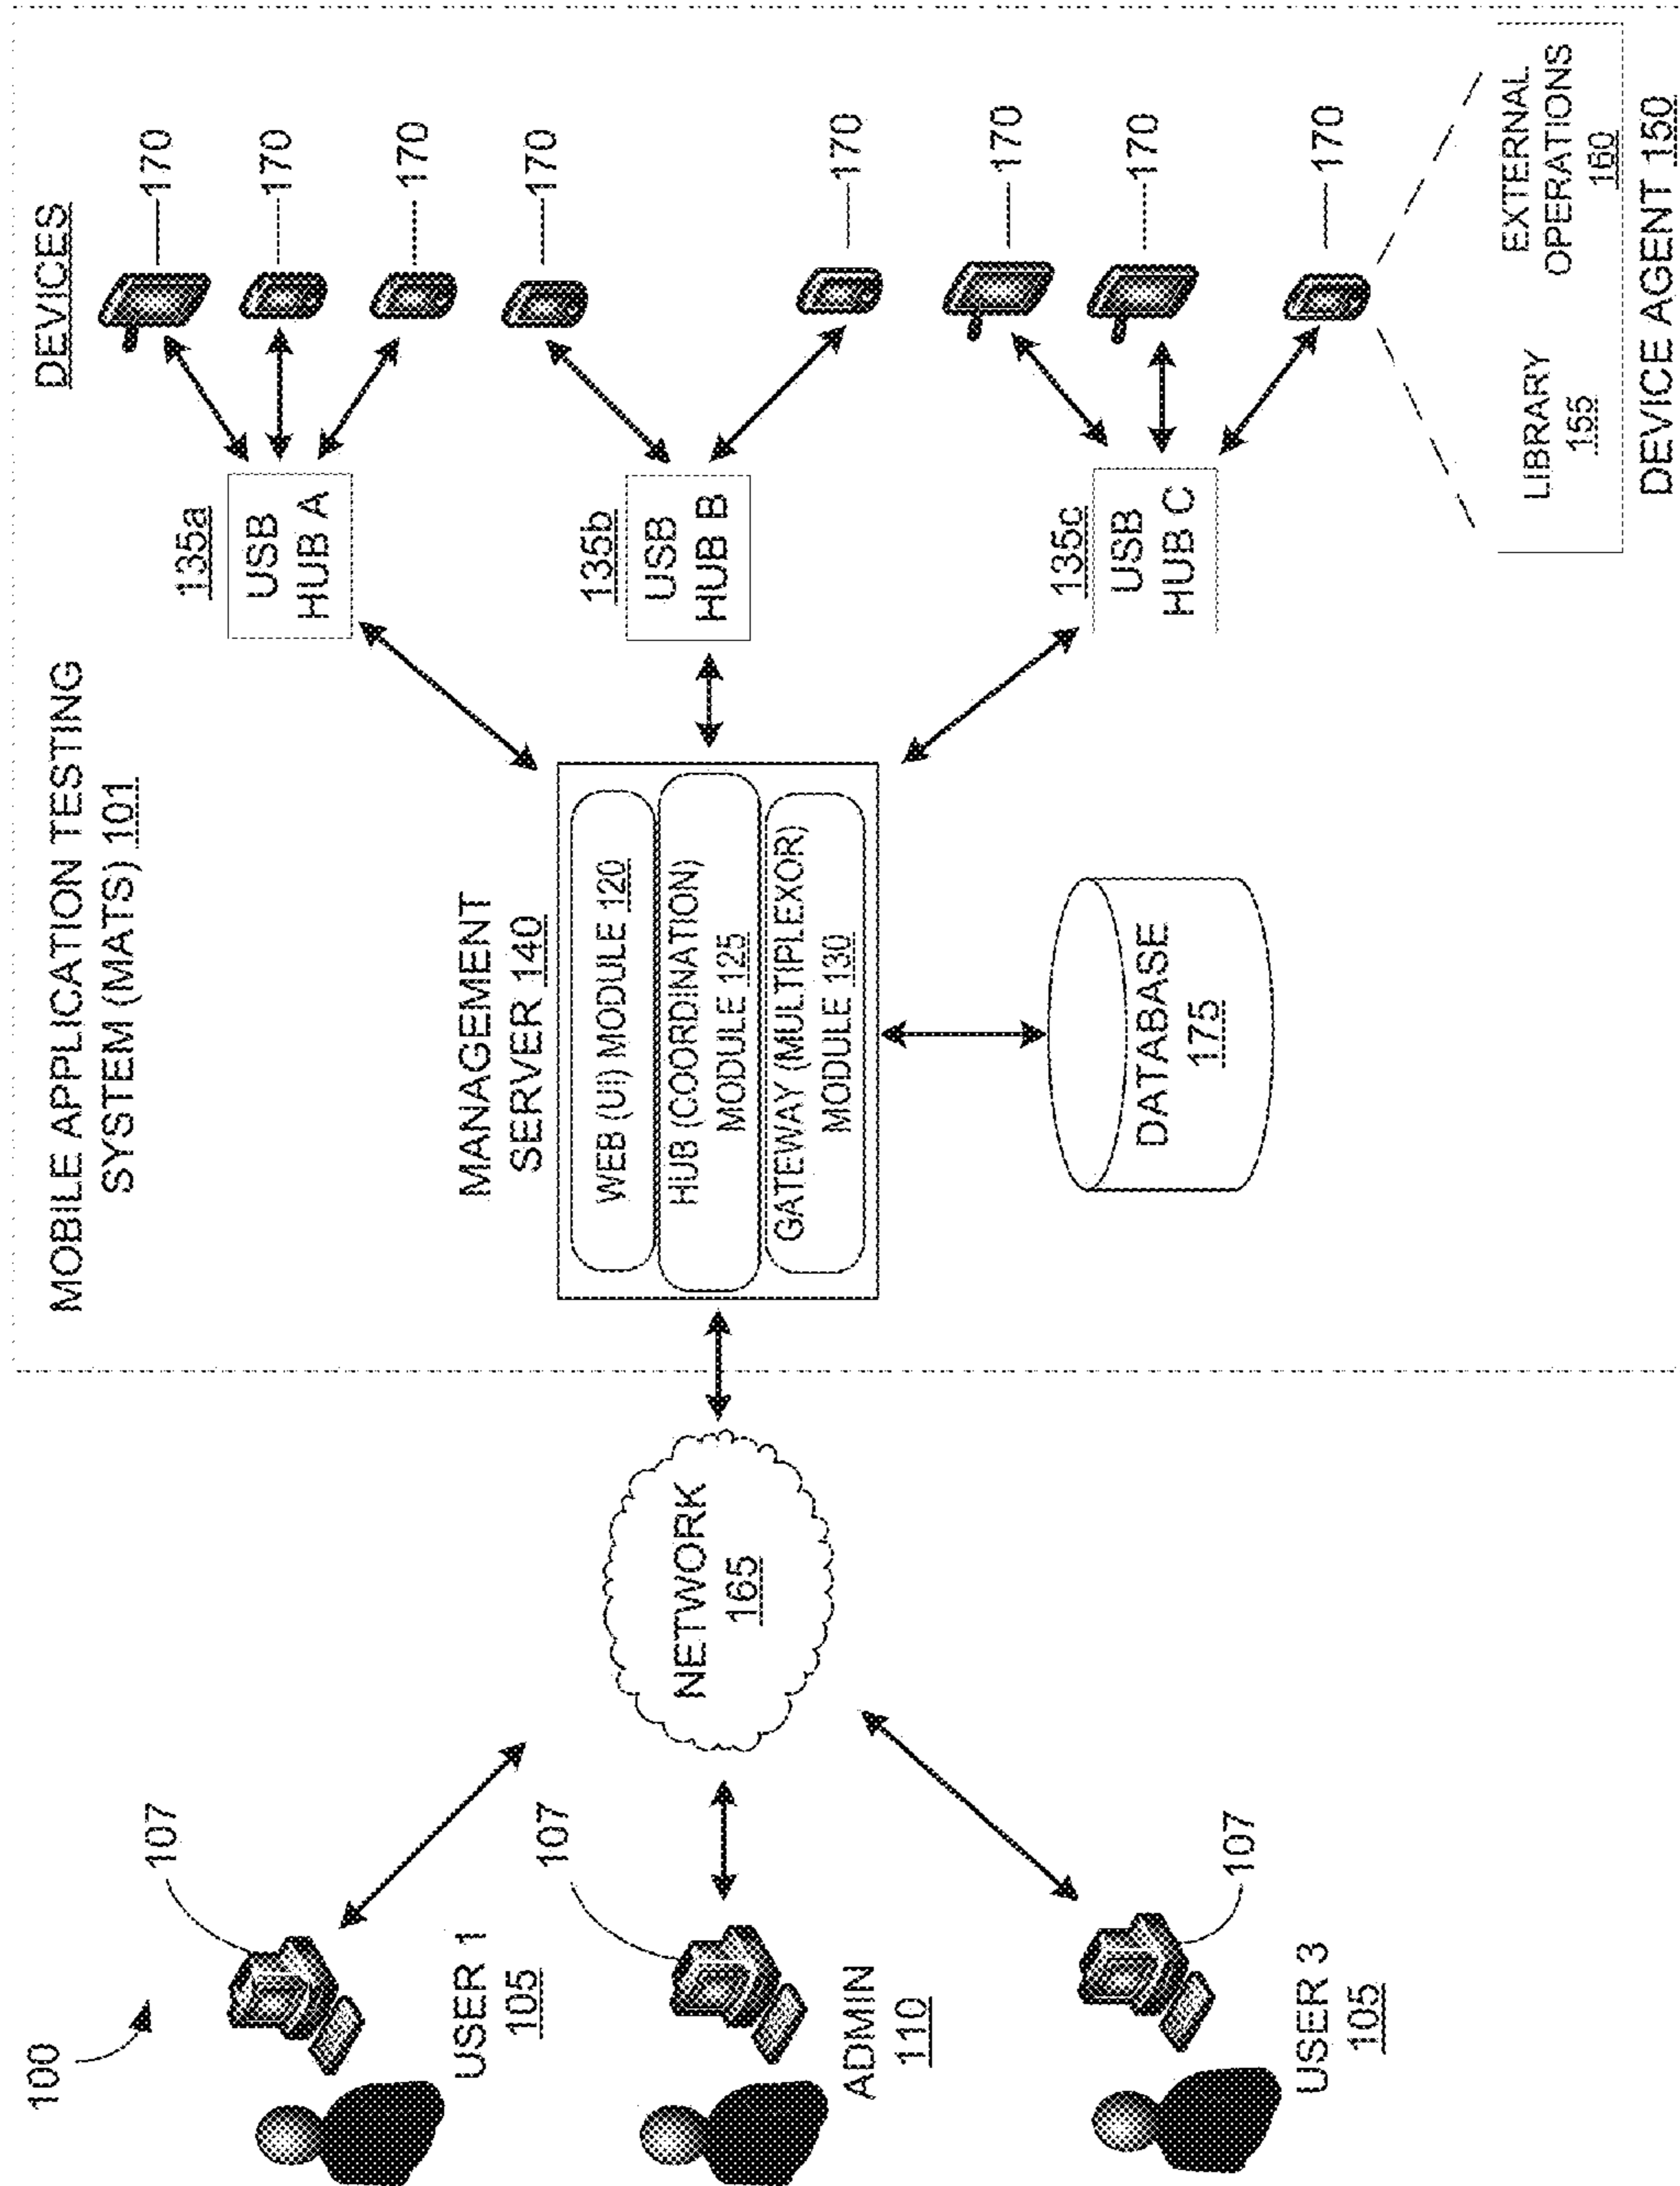 100
107
USER 1
105
107
ADMIN
110
107
USER 3
105
NETWORK
165
MOBILE APPLICATION TESTING
SYSTEM (MATS) 101
MANAGEMENT
SERVER 140
WEB (UI) MODULE 120
HUB (COORDINATION)
MODULE 125
GATEWAY (MULTIPLEXOR)
MODULE 130
DATABASE
175
135a
USB
HUB A
135b
USB
HUB B
135c
USB
HUB C
DEVICES
170
170
170
170
170
170
170
170
LIBRARY
155
EXTERNAL
OPERATIONS
160
DEVICE AGENT 150